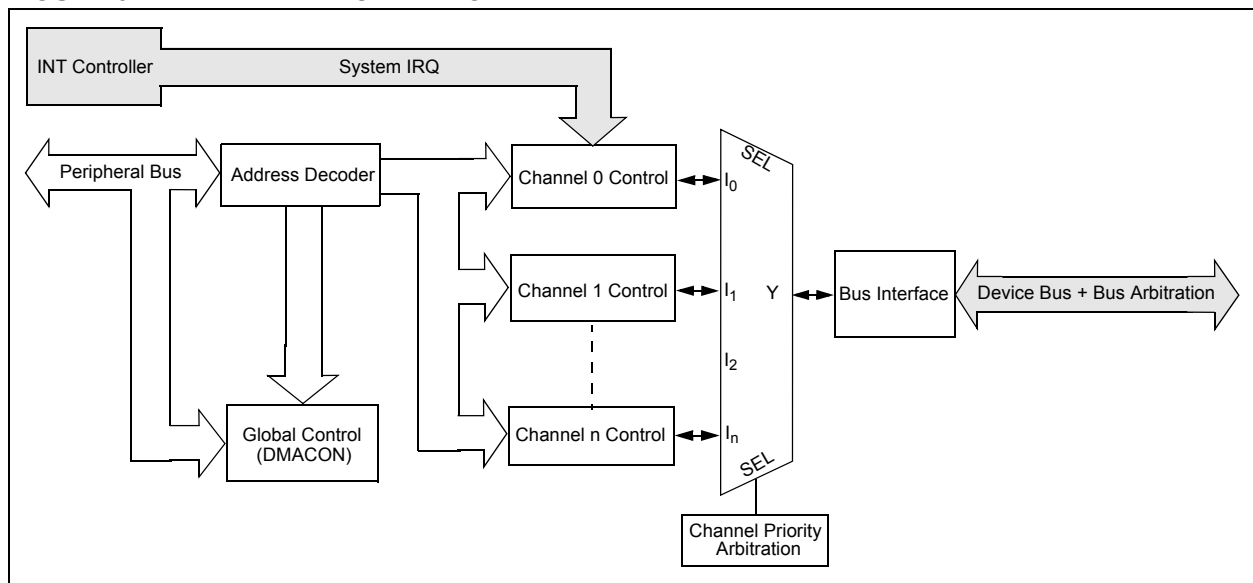 INT Controller
System IRQ
Peripheral Bus
Address Decoder
Channel 0 Control
I0
SEL
Channel 1 Control
I1
Y
Bus Interface
Device Bus + Bus Arbitration
I2
Global Control
(DMACON)
Channel n Control
In
SEL
Channel Priority
Arbitration